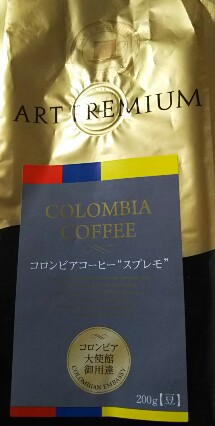 ART PREMIUM
COLOMBIA
COFFEE
コロンビアコーヒー“スプレモ”
コロンビア
大使館
御用達
COLOMBIAN EMBASSY
200g【豆】